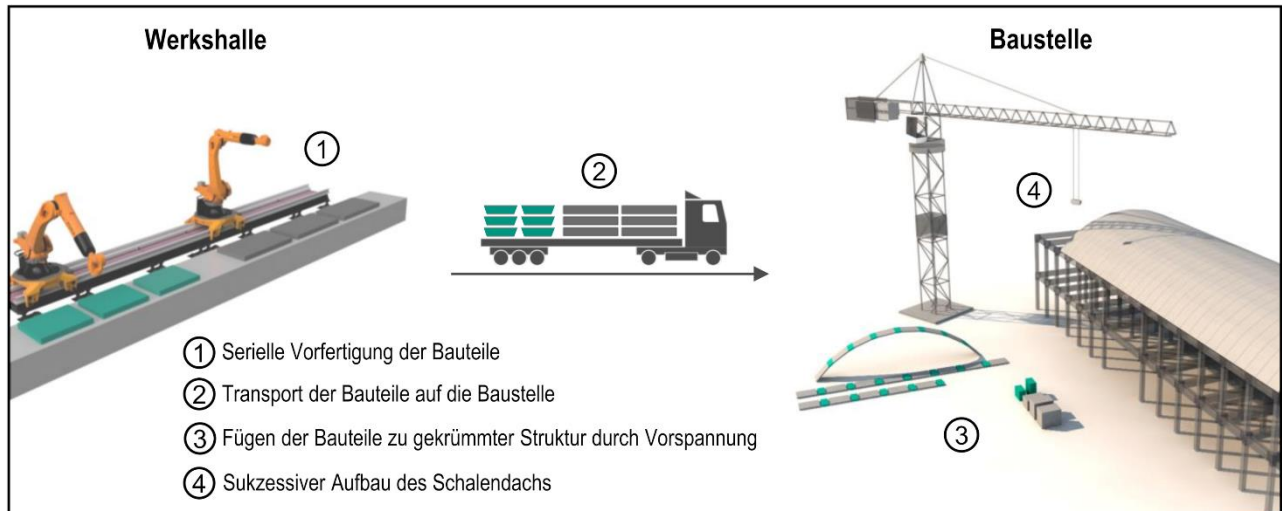 Werkshalle
Baustelle
1
2
4
3
1 Serielle Vorfertigung der Bauteile
2 Transport der Bauteile auf die Baustelle
3 Fügen der Bauteile zu gekrümmter Struktur durch Vorspannung
4 Sukzessiver Aufbau des Schalendachs